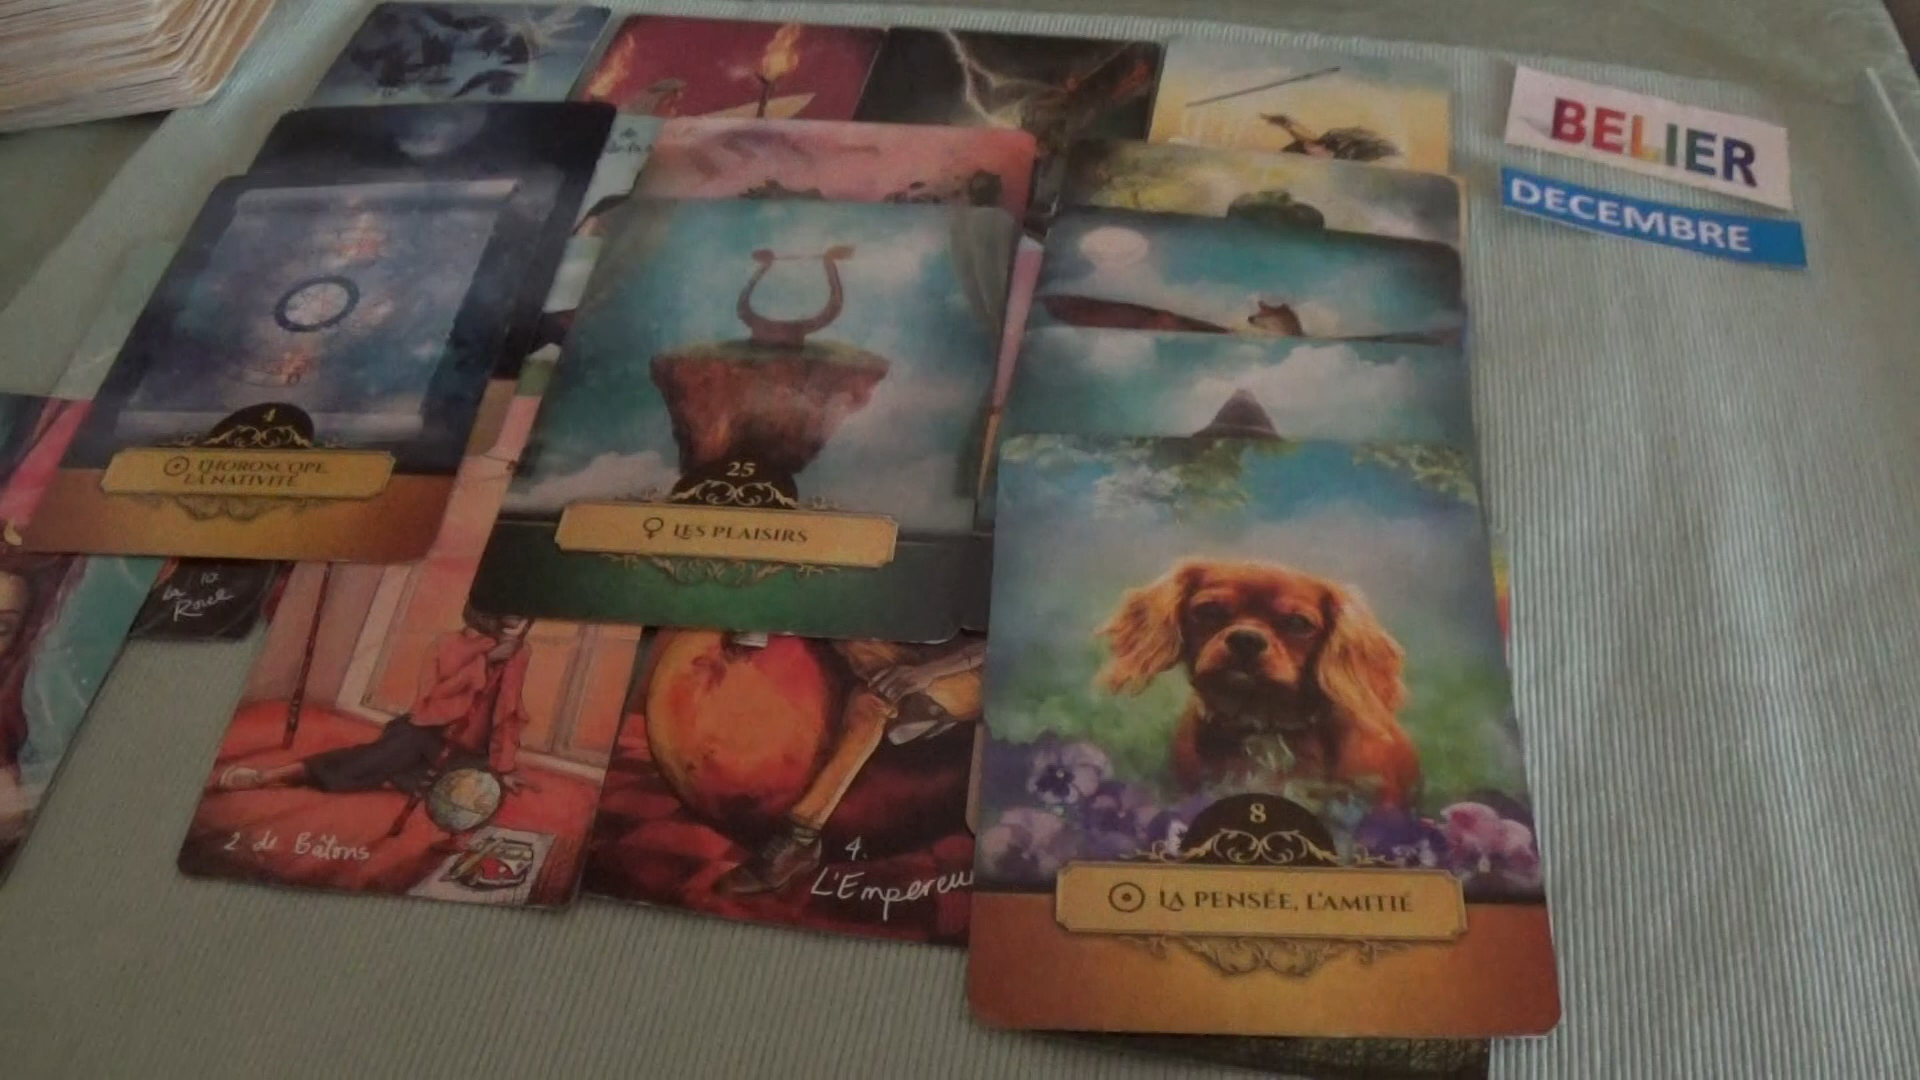 BELIER
DECEMBRE
4
L'HOROSCOPE,
LA NATIVITÉ
25
LES PLAISIRS
10.
La
Roue
2 de Bâtons
4.
L'Empereur
8
LA PENSÉE, L'AMITIÉ